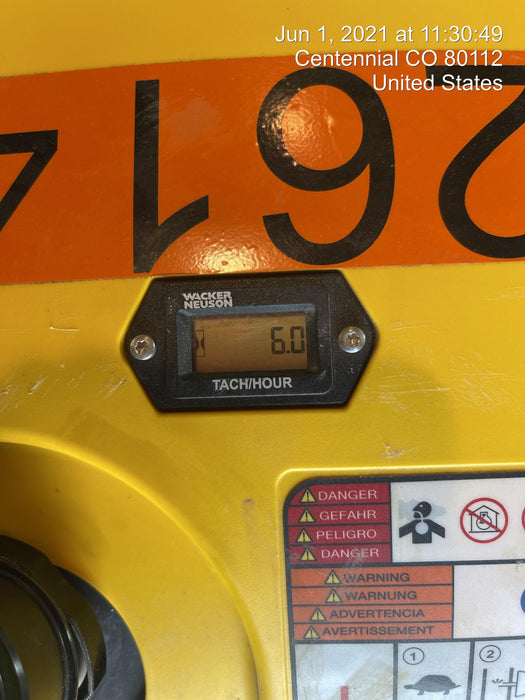 261
Jun 1, 2021 at 11:30:49
Centennial CO 80112
United States
WACKER
NEUSON
6.0
TACH/HOUR
DANGER
GEFAHR
PELIGRO
DANGER
WARNING
WARNUNG
ADVERTENCIA
AVERTISSEMENT
1
2